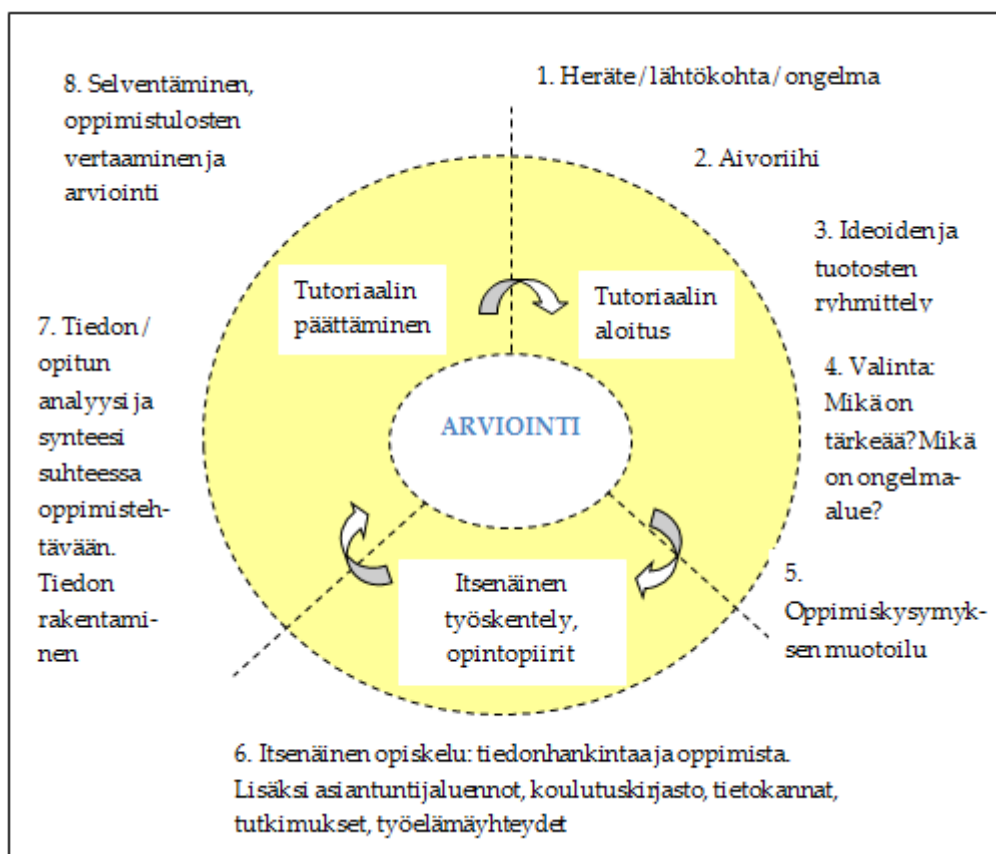 1. Heräte / lähtökohta / ongelma
2. Aivoriihi
3. Ideoiden ja
tuotosten
ryhmittely
4. Valinta:
Mikä on
tärkeää? Mikä
on ongelma-
alue?
5.
Oppimiskysymyk-
sen muotoilu
6. Itsenäinen opiskelu: tiedonhankintaa ja oppimista.
Lisäksi asiantuntijaluennot, koulutuskirjasto, tietokannat,
tutkimukset, työelämäyhteydet
7. Tiedon /
opitun
analyysi ja
synteesi
suhteessa
oppimisteh-
tävään.
Tiedon
rakentami-
nen
8. Selventäminen,
oppimistulosten
vertaaminen ja
arviointi
Tutoriaalin
päättäminen
Tutoriaalin
aloitus
ARVIOINTI
Itsenäinen
työskentely,
opintopiirit